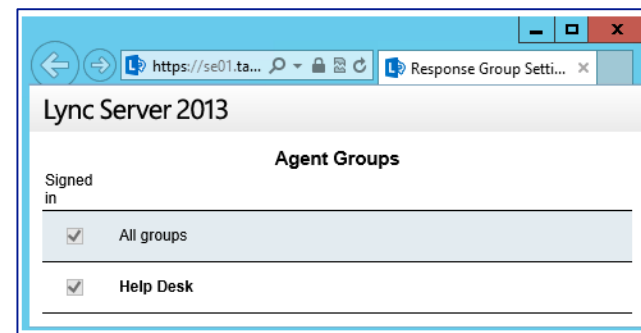 https://se01.ta...
Response Group Setti...
Lync Server 2013
Agent Groups
Signed
in
All groups
Help Desk